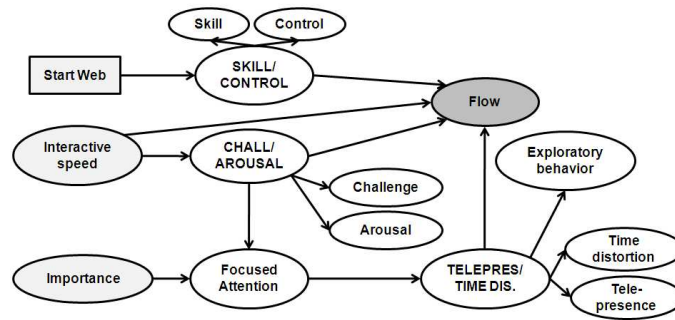 Skill
Control
Start Web
SKILL/
CONTROL
Flow
Interactive
speed
CHALL/
AROUSAL
Exploratory
behavior
Challenge
Arousal
Importance
Focused
Attention
TELEPRES/
TIME DIS.
Time
distortion
Tele-
presence